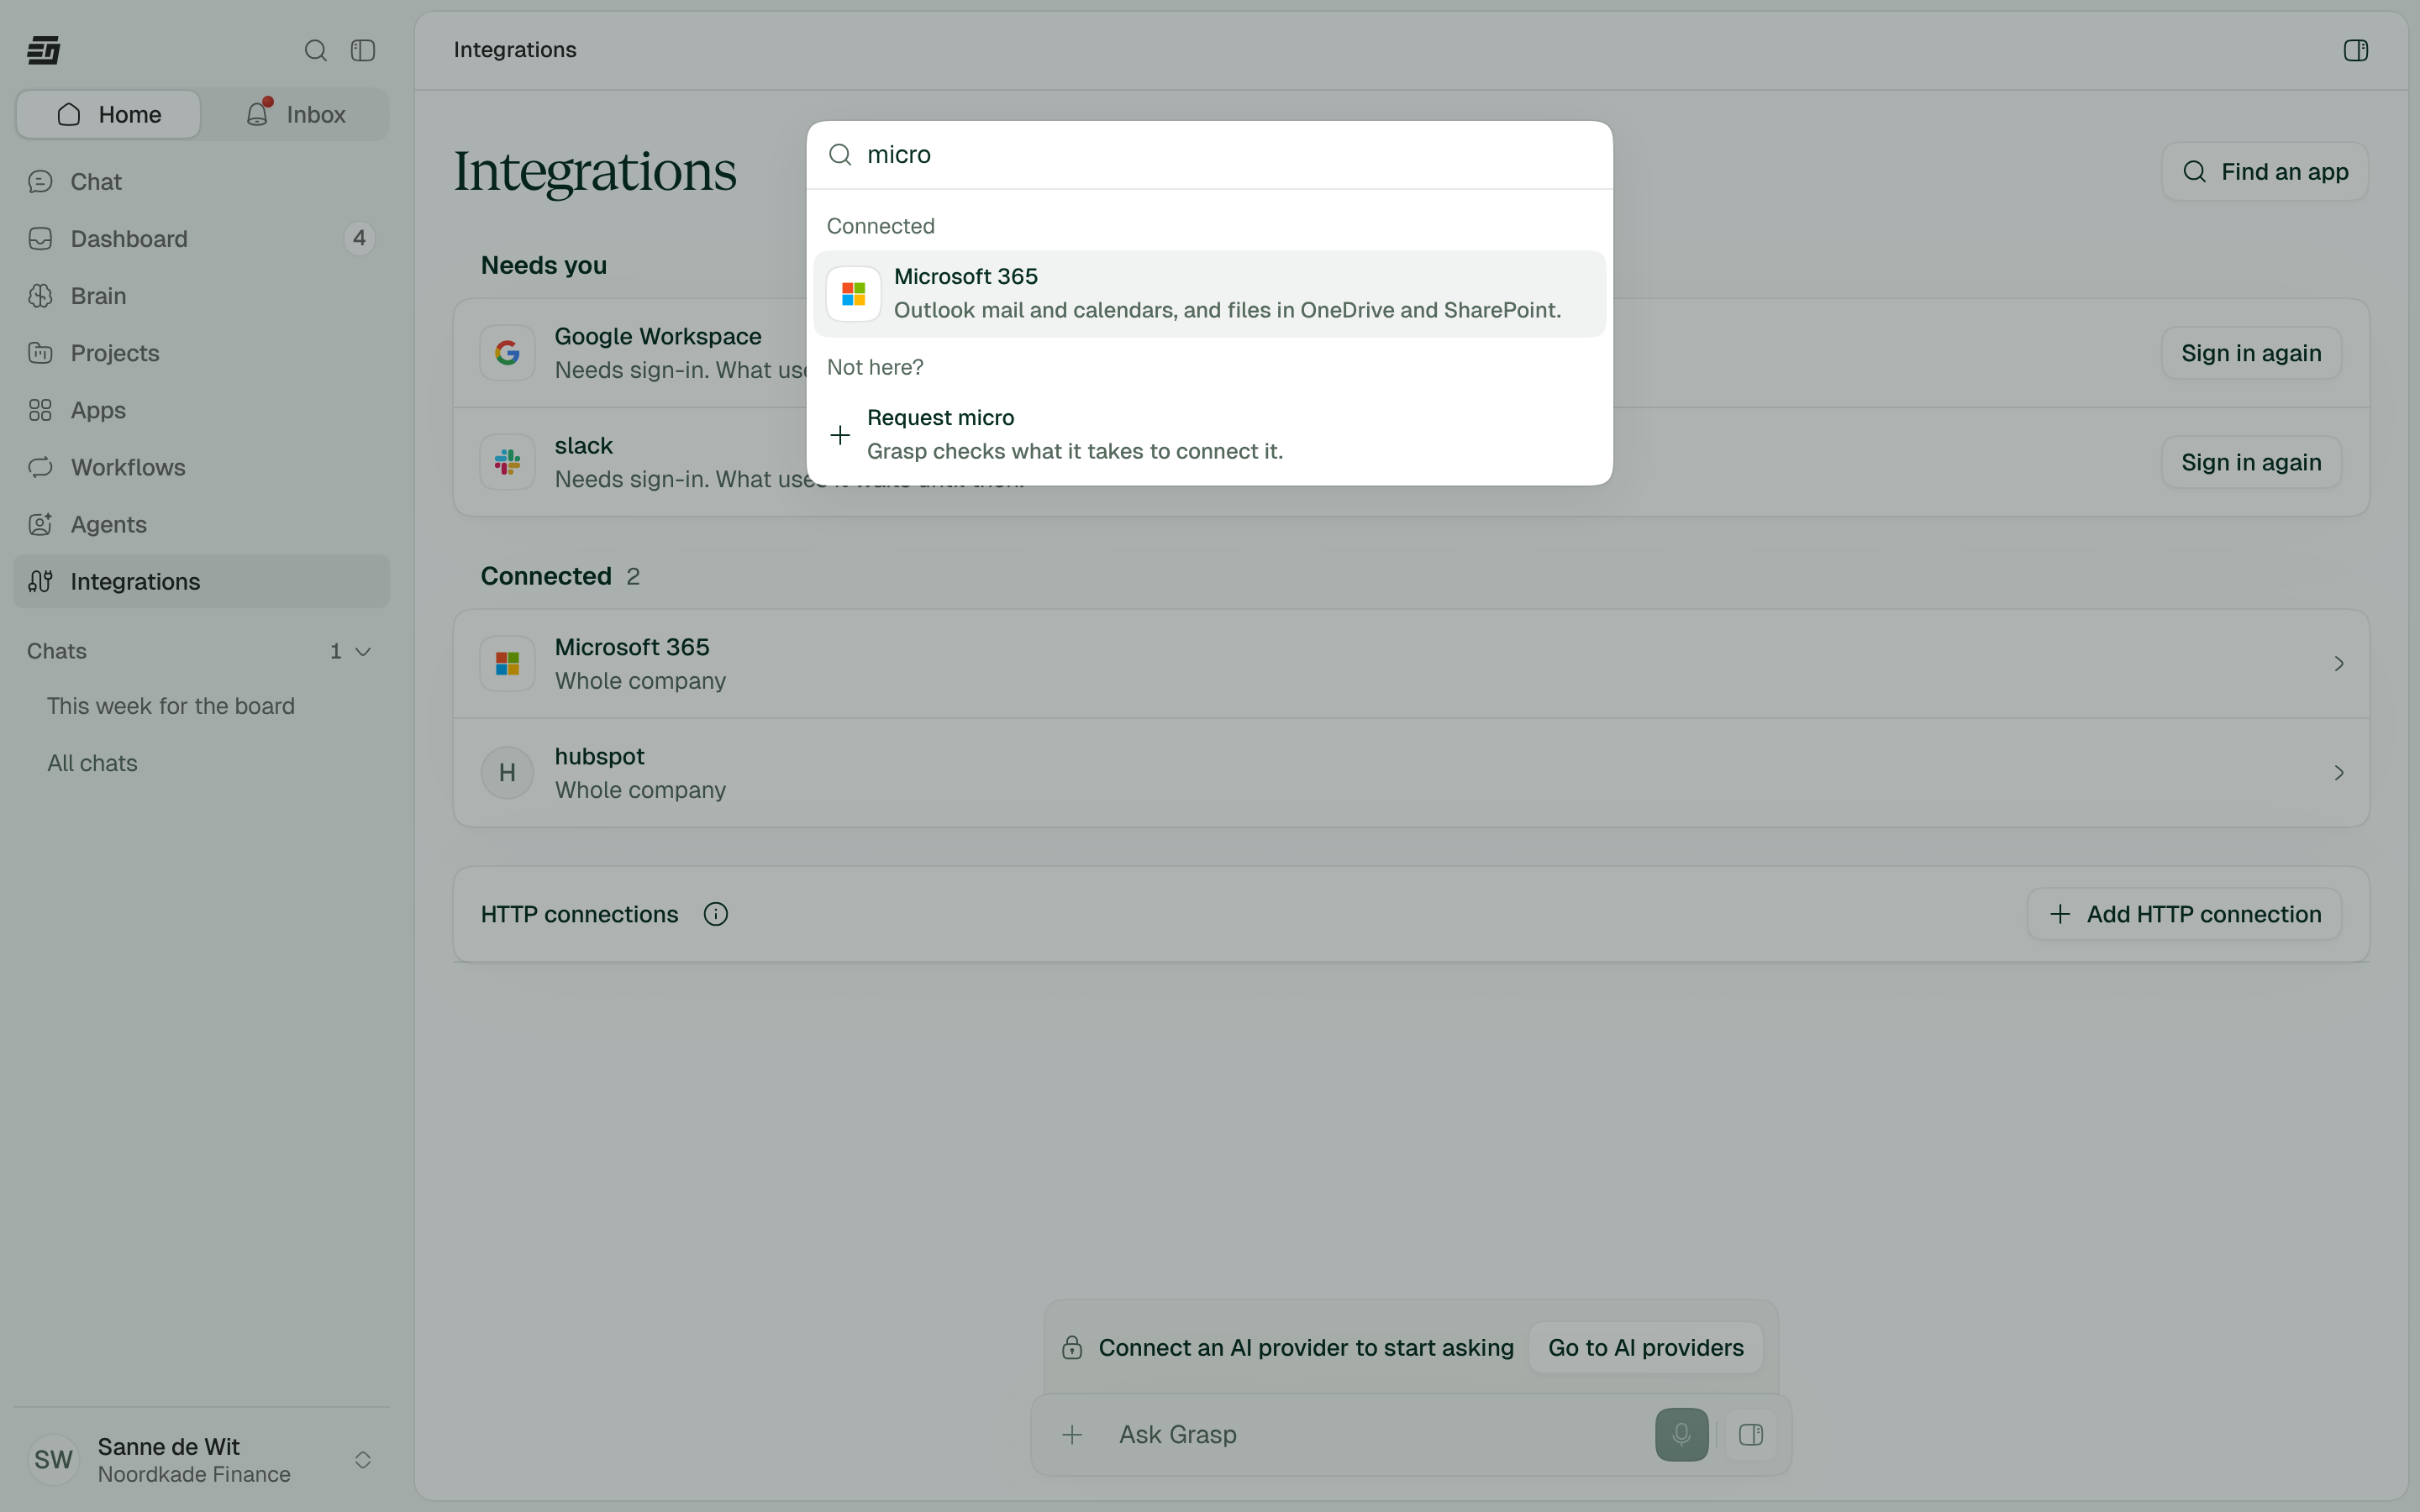 Integrations
Home
Inbox
Chat
Dashboard
4
Brain
Projects
Apps
Workflows
Agents
Integrations
Chats
1
This week for the board
All chats
SW
Sanne de Wit
Noordkade Finance
Integrations
Find an app
micro
Connected
Microsoft 365
Outlook mail and calendars, and files in OneDrive and SharePoint.
Not here?
Request micro
Grasp checks what it takes to connect it.
Needs you
Google Workspace
Needs sign-in. What
Sign in again
slack
Needs sign-in. What
Sign in again
Connected 2
Microsoft 365
Whole company
H
hubspot
Whole company
HTTP connections
Add HTTP connection
Connect an AI provider to start asking
Go to AI providers
Ask Grasp